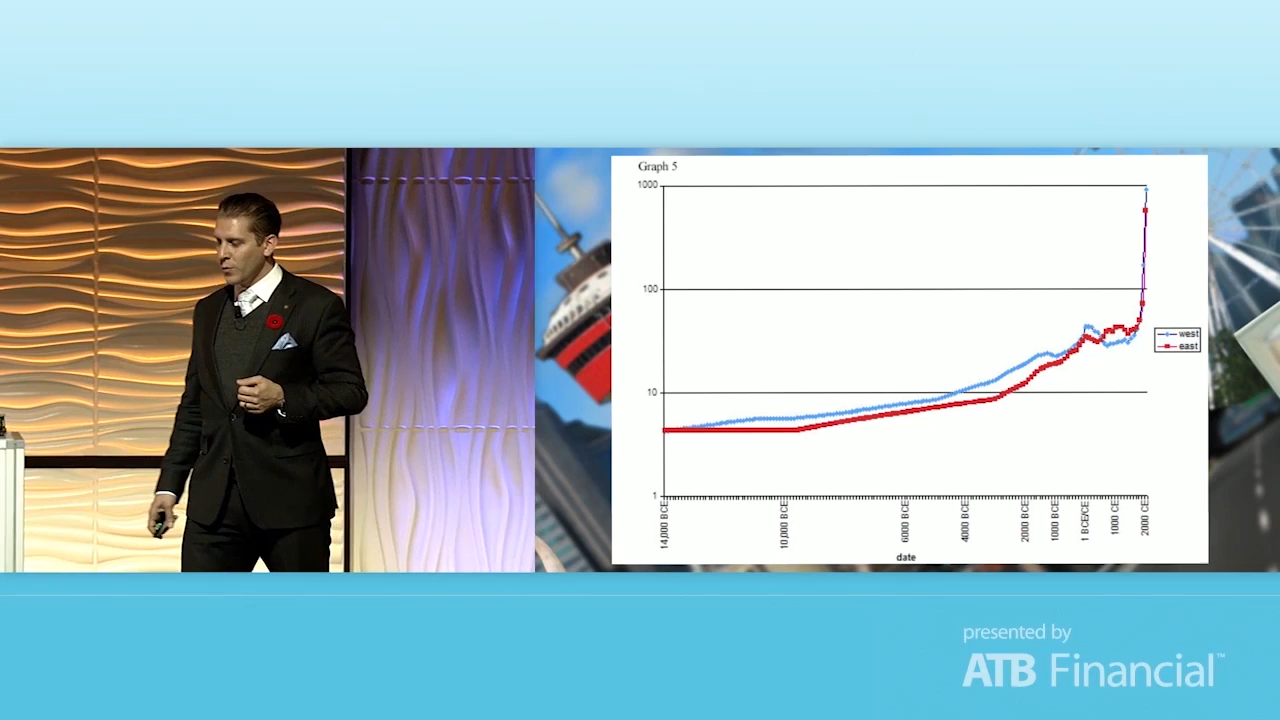 Graph 5
1000
100
10
1
west
east
14,000 BCE
10,000 BCE
6000 BCE
4000 BCE
2000 BCE
1000 BCE
1 BCE/CE
1000 CE
2000 CE
date
presented by
ATB Financial™